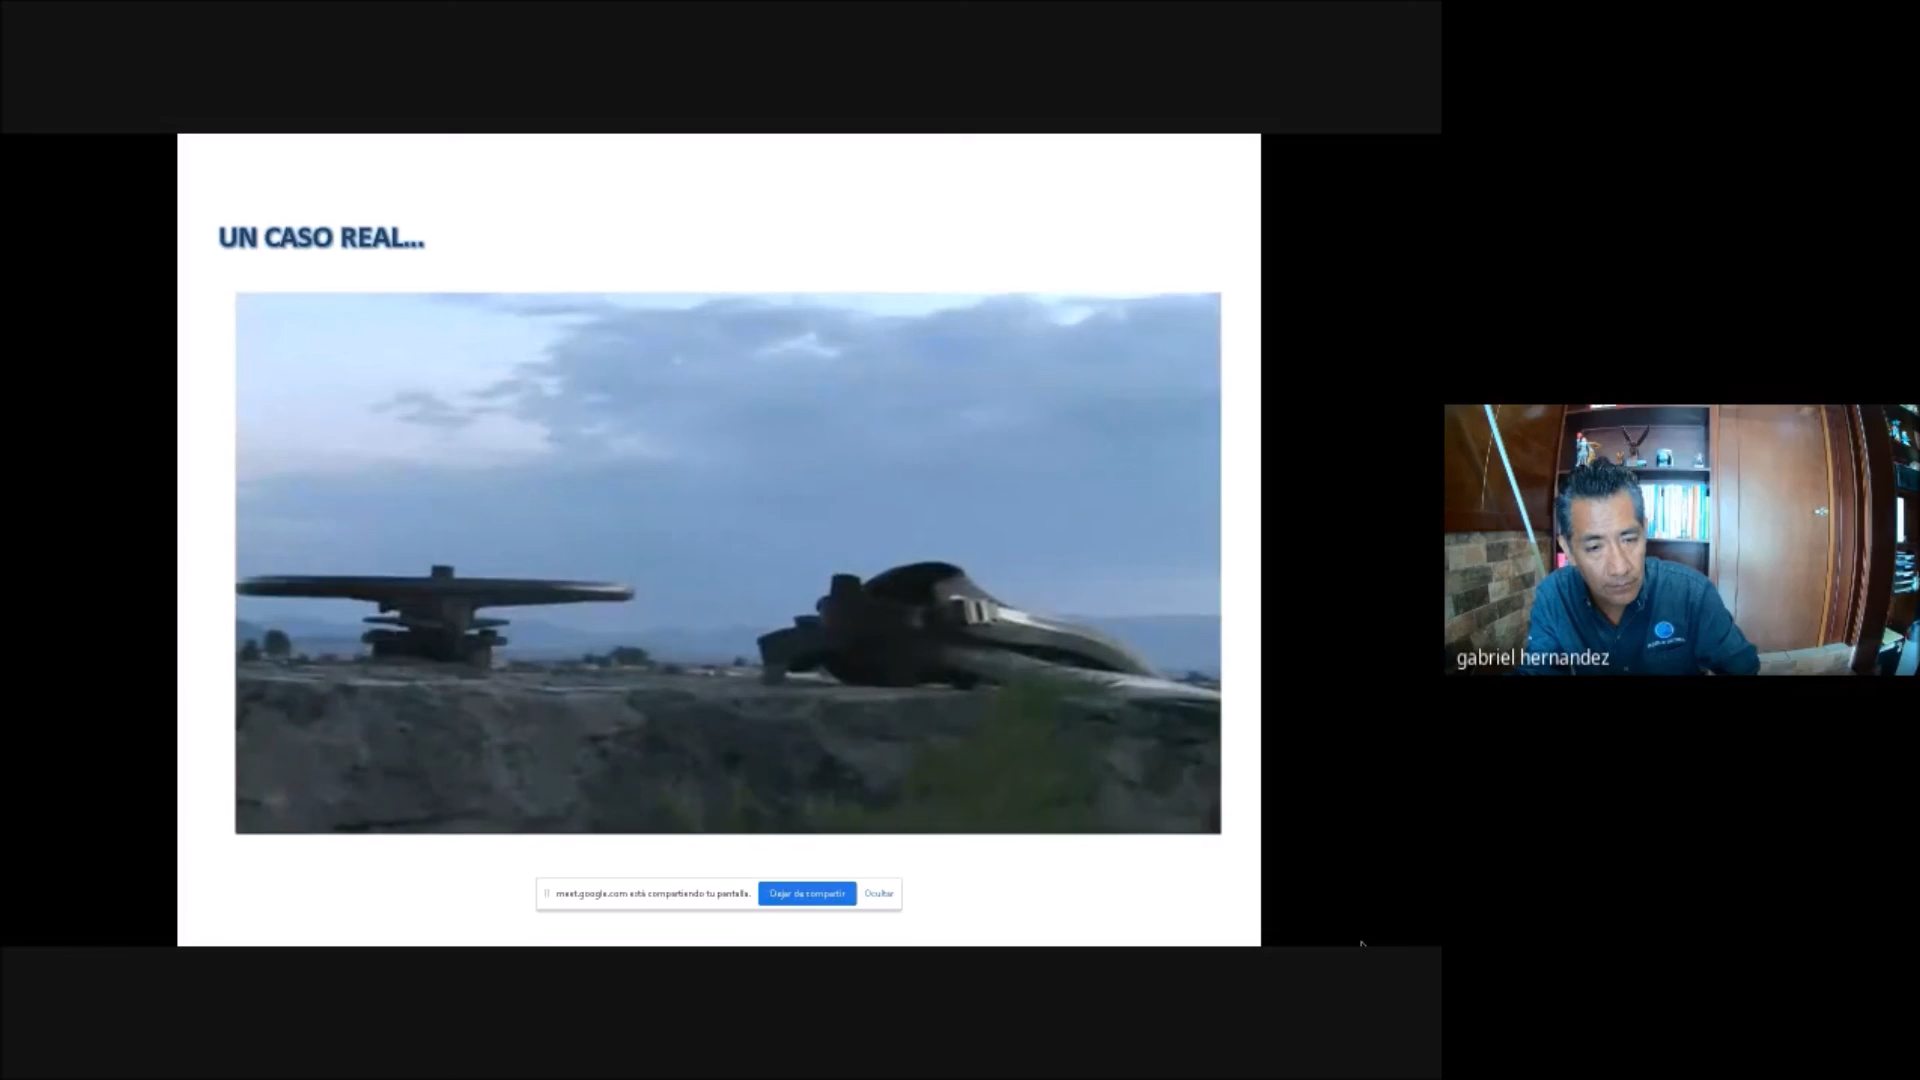 UN CASO REAL...
meet.google.com está compartiendo tu pantalla.
Dejar de compartir
Ocultar
gabriel hernandez